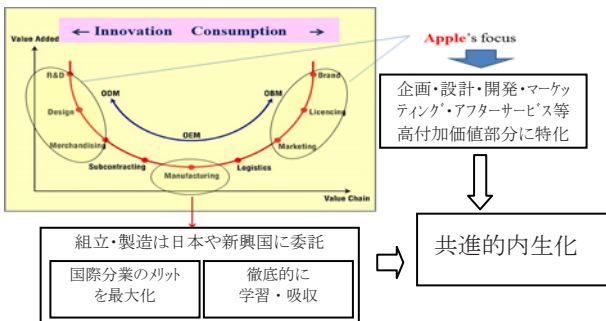 ← Innovation Consumption →
Value Added
R&D
Design
Merchandising
Subcontracting
Manufacturing
Logistics
Marketing
Licencing
Brand
ODM
OEM
OBM
Value Chain
Apple's focus
企画・設計・開発・マーケッ
ティング・アフターサービス等
高付加価値部分に特化
組立・製造は日本や新興国に委託
国際分業のメリット
を最大化
徹底的に
学習・吸収
共進的内生化